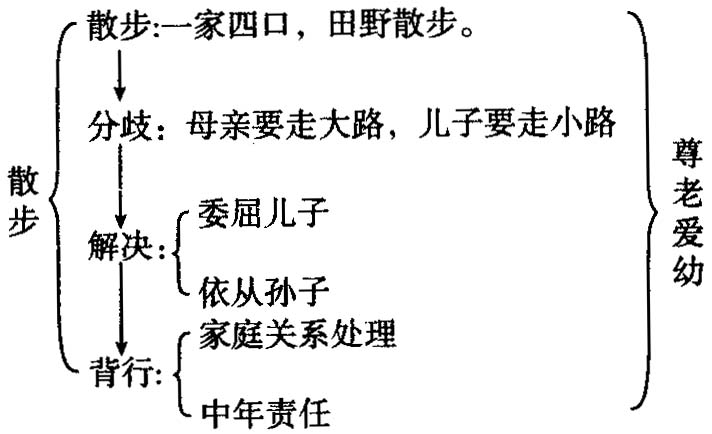 散步
散步:一家四口，田野散步。
分歧：母亲要走大路，儿子要走小路
解决:
委屈儿子
依从孙子
背行:
家庭关系处理
中年责任
尊老爱幼